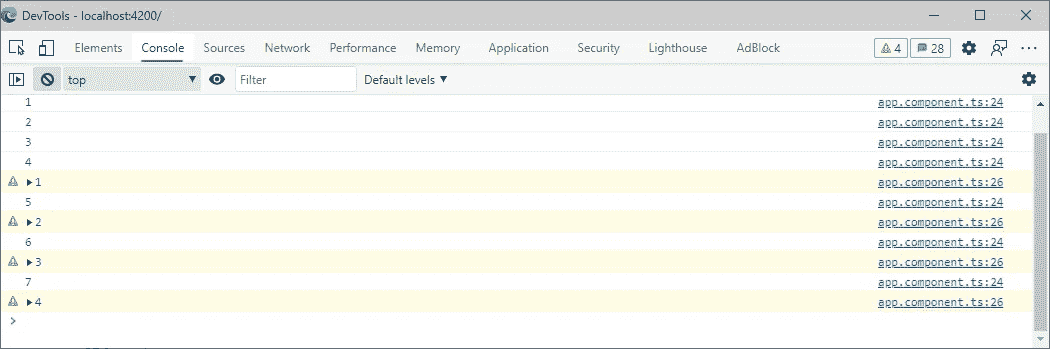 DevTools - localhost:4200/
Elements Console Sources Network Performance Memory Application Security Lighthouse AdBlock 4 28
top Filter Default levels
1 app.component.ts:24
2 app.component.ts:24
3 app.component.ts:24
4 app.component.ts:24
1 app.component.ts:26
5 app.component.ts:24
2 app.component.ts:26
6 app.component.ts:24
3 app.component.ts:26
7 app.component.ts:24
4 app.component.ts:26
>